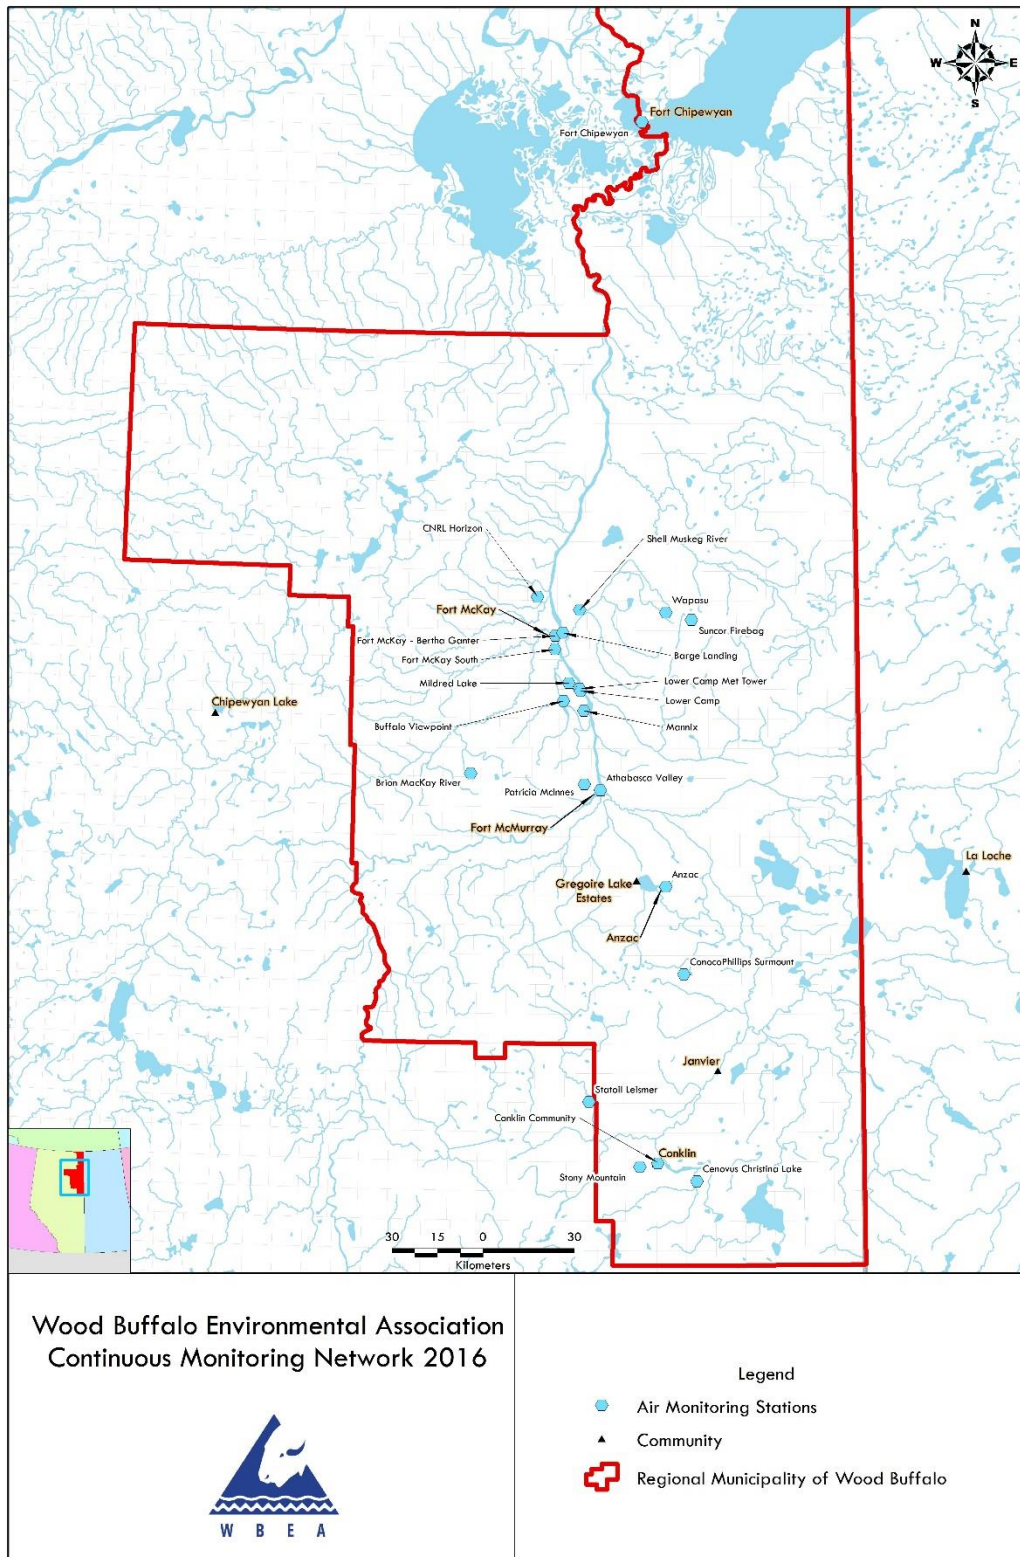 N
W
E
S
Fort Chipewyan
Fort Chipewyan
CNRL Horizon
Shell Muskeg River
Fort McKay
Wapasu
Suncor Firebag
Fort McKay - Bertha Ganter
Barge Landing
Fort McKay South
Mildred Lake
Lower Camp Met Tower
Lower Camp
Chipewyan Lake
Buffalo Viewpoint
Mannix
Brion MacKay River
Athabasca Valley
Patricia McInnes
Fort McMurray
La Loche
Anzac
Gregoire Lake
Estates
Anzac
ConocoPhillips Surmount
Janvier
Statoil Leismer
Conklin Community
Conklin
Stony Mountain
Cenovus Christina Lake
30 15 0 30
Kilometers
Wood Buffalo Environmental Association
Continuous Monitoring Network 2016
W B E A
Legend
Air Monitoring Stations
Community
Regional Municipality of Wood Buffalo